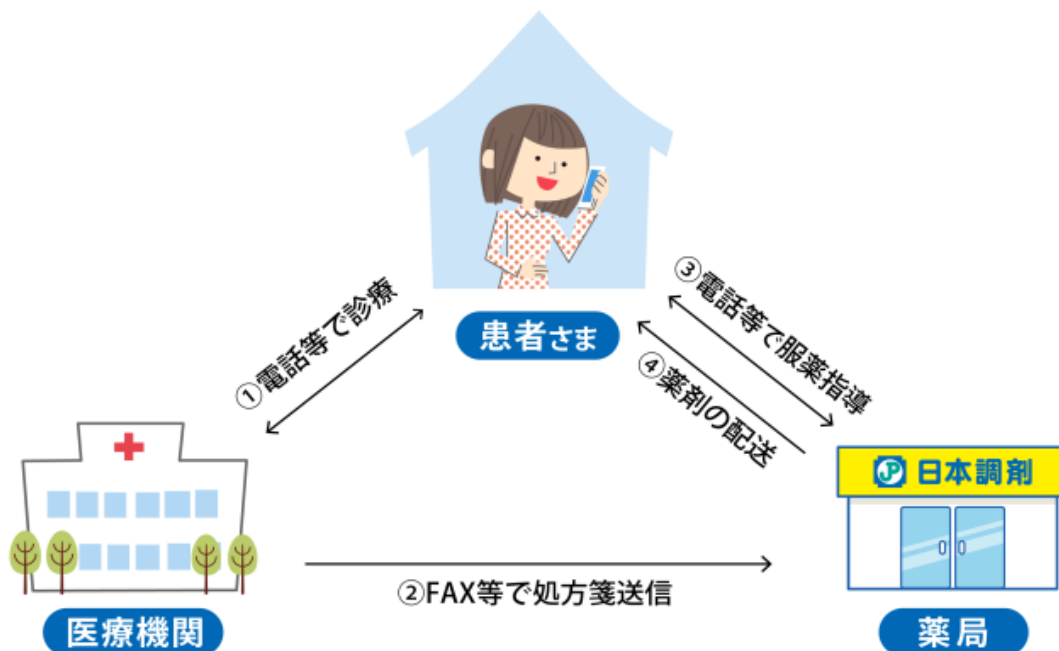 患者さま
①電話等で診療
③電話等で服薬指導
④薬剤の配送
JP 日本調剤
②FAX等で処方箋送信
医療機関
薬局